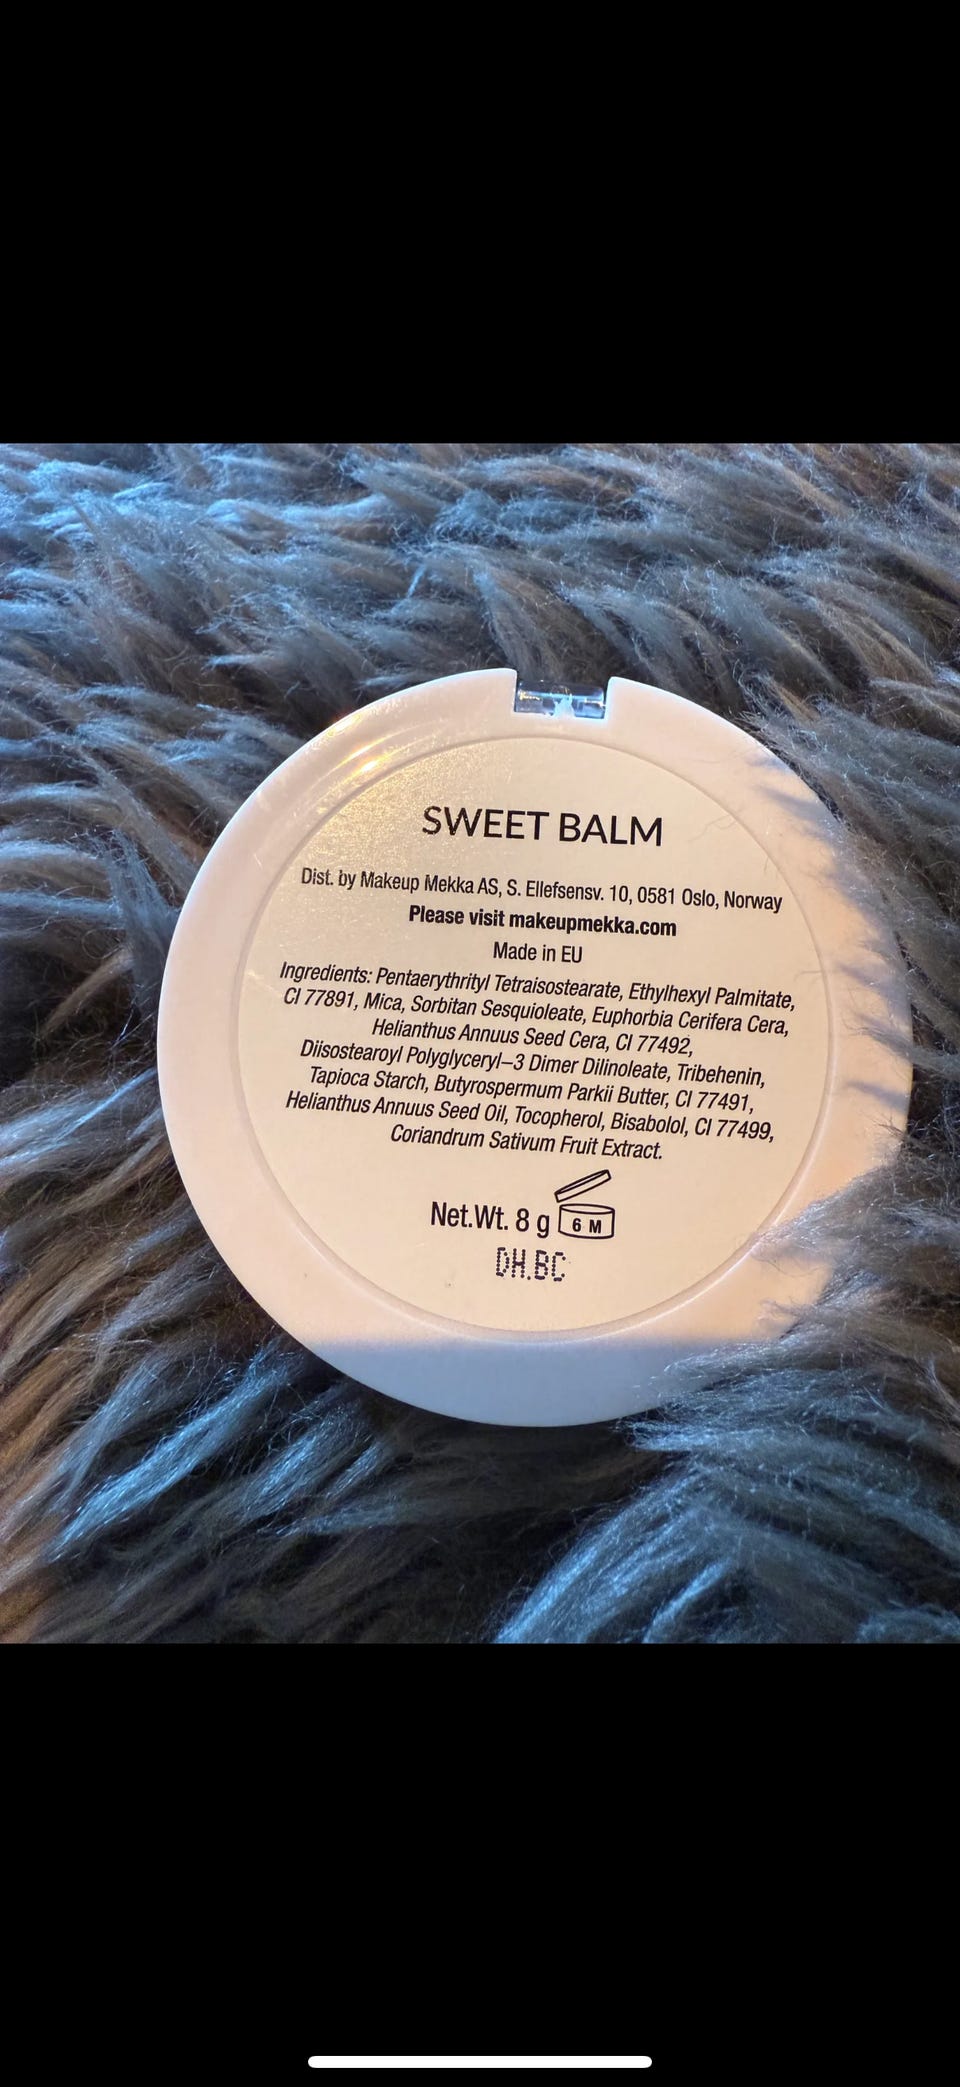 SWEET BALM
Dist. by Makeup Mekka AS, S. Ellefsensv. 10, 0581 Oslo, Norway
Please visit makeupmekka.com
Made in EU
Ingredients: Pentaerythrityl Tetraisostearate, Ethylhexyl Palmitate,
CI 77891, Mica, Sorbitan Sesquioleate, Euphorbia Cerifera Cera,
Helianthus Annuus Seed Cera, CI 77492,
Diisostearoyl Polyglyceryl–3 Dimer Dilinoleate, Tribehenin,
Tapioca Starch, Butyrospermum Parkii Butter, CI 77491,
Helianthus Annuus Seed Oil, Tocopherol, Bisabolol, CI 77499,
Coriandrum Sativum Fruit Extract.
Net.Wt. 8 g 6 M
DH.BC